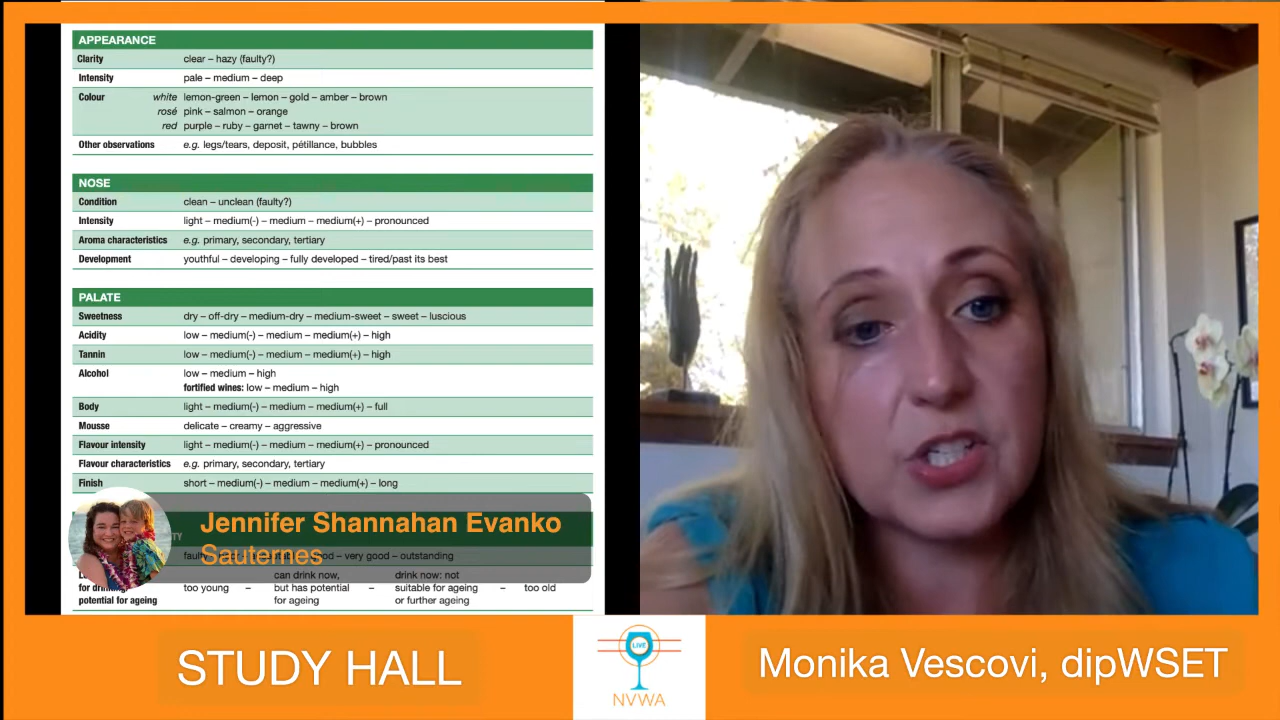 APPEARANCE
Clarity clear – hazy (faulty?)
Intensity pale – medium – deep
Colour white lemon-green – lemon – gold – amber – brown
rosé pink – salmon – orange
red purple – ruby – garnet – tawny – brown
Other observations e.g. legs/tears, deposit, pétillance, bubbles
NOSE
Condition clean – unclean (faulty?)
Intensity light – medium(-) – medium – medium(+) – pronounced
Aroma characteristics e.g. primary, secondary, tertiary
Development youthful – developing – fully developed – tired/past its best
PALATE
Sweetness dry – off-dry – medium-dry – medium-sweet – sweet – luscious
Acidity low – medium(-) – medium – medium(+) – high
Tannin low – medium(-) – medium – medium(+) – high
Alcohol low – medium – high
fortified wines: low – medium – high
Body light – medium(-) – medium – medium(+) – full
Mousse delicate – creamy – aggressive
Flavour intensity light – medium(-) – medium – medium(+) – pronounced
Flavour characteristics e.g. primary, secondary, tertiary
Finish short – medium(-) – medium – medium(+) – long
Jennifer Shannahan Evanko
Sauternes
– very good – outstanding
can drink now, drink now: not
too young – but has potential – suitable for ageing – too old
potential for ageing for ageing or further ageing
STUDY HALL
LIVE
NVWA
Monika Vescovi, dipWSET